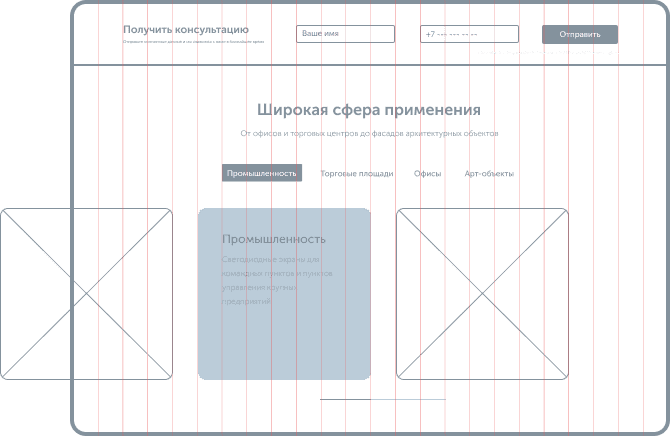 Получить консультацию
Ваше имя
+7 --- --- -- --
Отправить
Широкая сфера применения
От офисов и торговых центров до фасадов архитектурных объектов
Промышленность
Торговые площади
Офисы
Арт-объекты
Промышленность
Светодиодные экраны для
командных пунктов и пунктов
управления крупных
предприятий